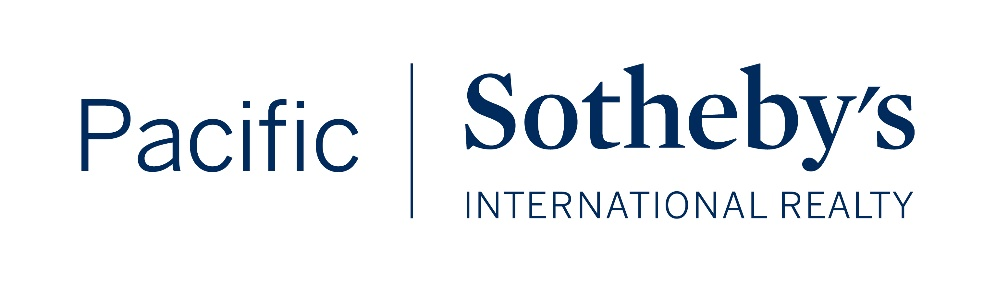 Pacific
Sotheby's
INTERNATIONAL REALTY